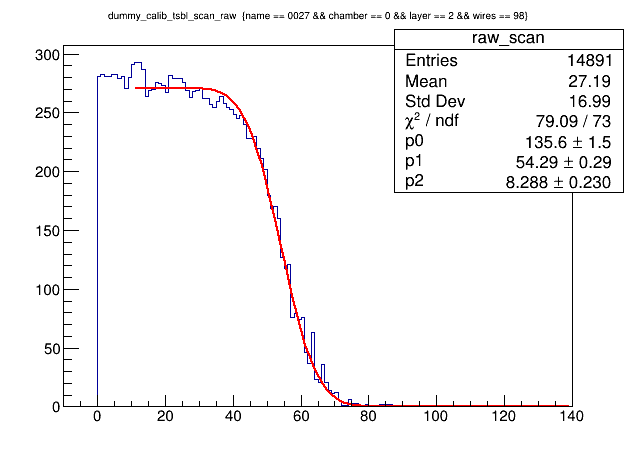 dummy_calib_tsbl_scan_raw {name == 0027 && chamber == 0 && layer == 2 && wires == 98}
raw_scan
Entries 14891
Mean 27.19
Std Dev 16.99
χ² / ndf 79.09 / 73
p0 135.6 ± 1.5
p1 54.29 ± 0.29
p2 8.288 ± 0.230
300
250
200
150
100
50
0
0 20 40 60 80 100 120 140